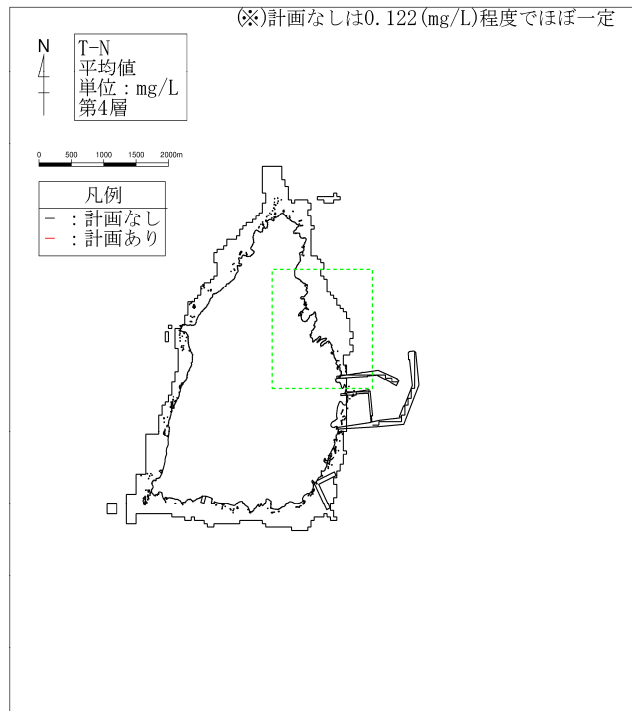 (※)計画なしは0.122(mg/L)程度でほぼ一定
N
T-N
平均値
単位：mg/L
第4層
0 500 1000 1500 2000m
凡例
－ ：計画なし
－ ：計画あり